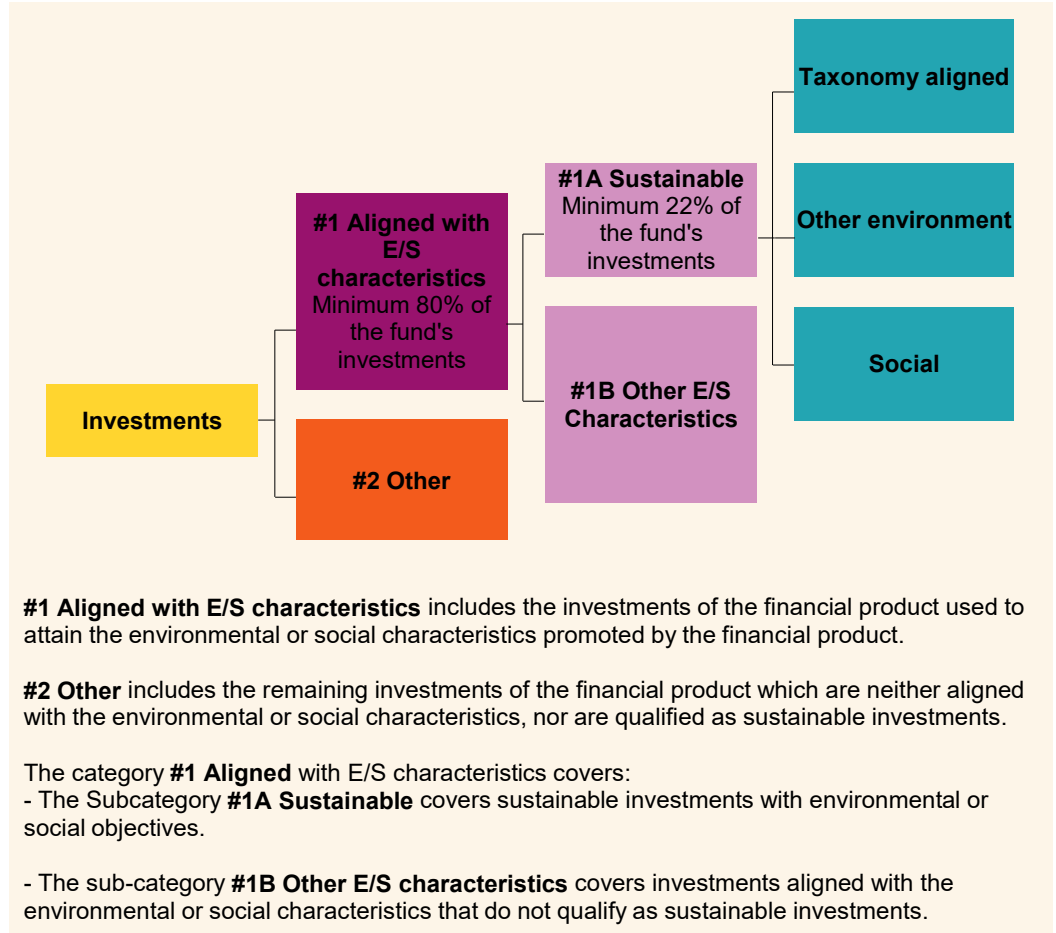 Taxonomy aligned
#1A Sustainable
Minimum 22% of
the fund's
investments
Other environment
#1 Aligned with
E/S
characteristics
Minimum 80% of
the fund's
investments
Social
#1B Other E/S
Characteristics
Investments
#2 Other
#1 Aligned with E/S characteristics includes the investments of the financial product used to
attain the environmental or social characteristics promoted by the financial product.
#2 Other includes the remaining investments of the financial product which are neither aligned
with the environmental or social characteristics, nor are qualified as sustainable investments.
The category #1 Aligned with E/S characteristics covers:
- The Subcategory #1A Sustainable covers sustainable investments with environmental or
social objectives.
- The sub-category #1B Other E/S characteristics covers investments aligned with the
environmental or social characteristics that do not qualify as sustainable investments.